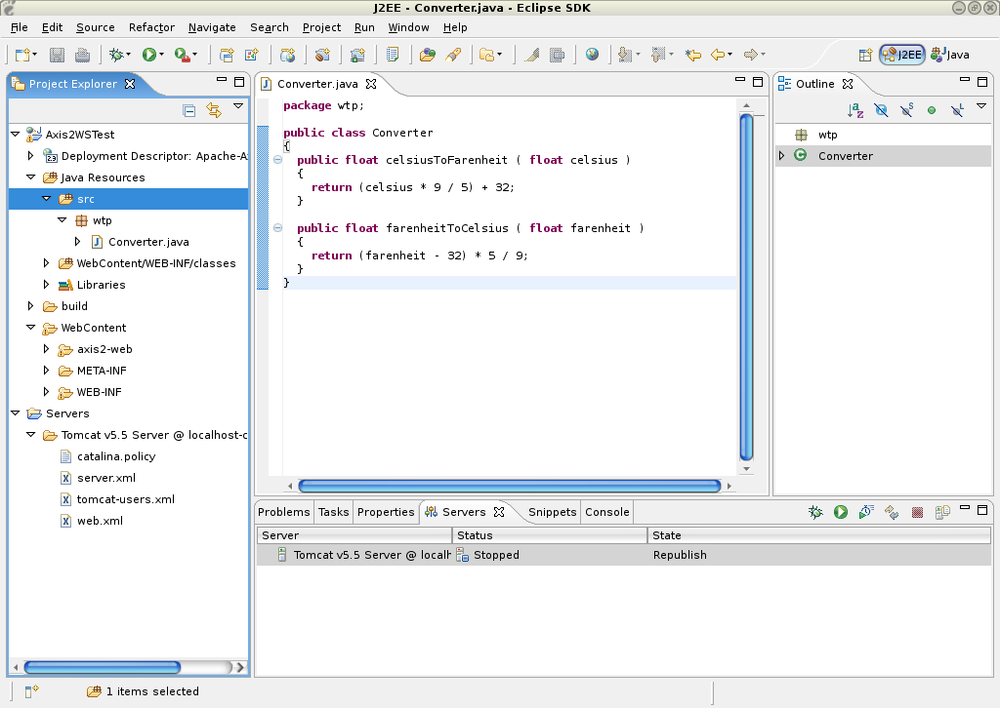 J2EE - Converter.java - Eclipse SDK
File Edit Source Refactor Navigate Search Project Run Window Help
J2EE Java
Project Explorer
Axis2WSTest
Deployment Descriptor: Apache-A
Java Resources
src
wtp
Converter.java
WebContent/WEB-INF/classes
Libraries
build
WebContent
axis2-web
META-INF
WEB-INF
Servers
Tomcat v5.5 Server @ localhost-c
catalina.policy
server.xml
tomcat-users.xml
web.xml
Converter.java
package wtp;
public class Converter
{
public float celsiusToFarenheit ( float celsius )
{
return (celsius * 9 / 5) + 32;
}
public float farenheitToCelsius ( float farenheit )
{
return (farenheit - 32) * 5 / 9;
}
}
Outline
wtp
Converter
Problems Tasks Properties Servers Snippets Console
Server Status State
Tomcat v5.5 Server @ localh Stopped Republish
1 items selected